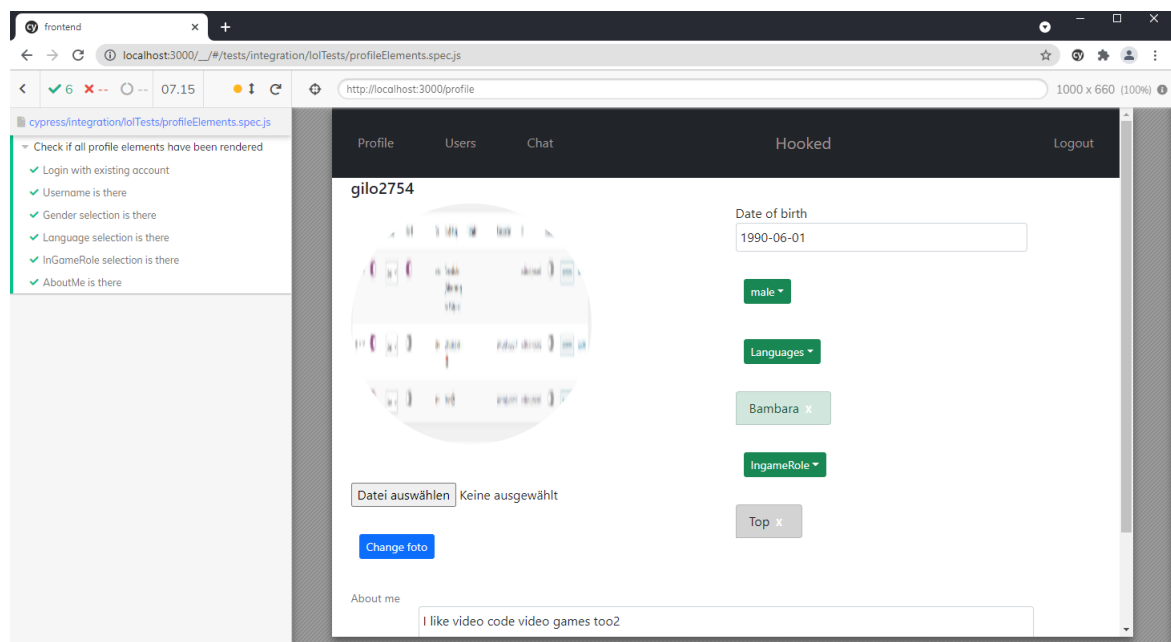 frontend
localhost:3000/__/#/tests/integration/lolTests/profileElements.spec.js
6 -- -- 07.15
http://localhost:3000/profile
1000 x 660 (100%)
cypress/integration/lolTests/profileElements.spec.js
Check if all profile elements have been rendered
Login with existing account
Username is there
Gender selection is there
Language selection is there
InGameRole selection is there
AboutMe is there
Profile Users Chat Hooked Logout
gilo2754
Date of birth
1990-06-01
male
Languages
Bambara x
IngameRole
Top x
Datei auswählen Keine ausgewählt
Change foto
About me
I like video code video games too2